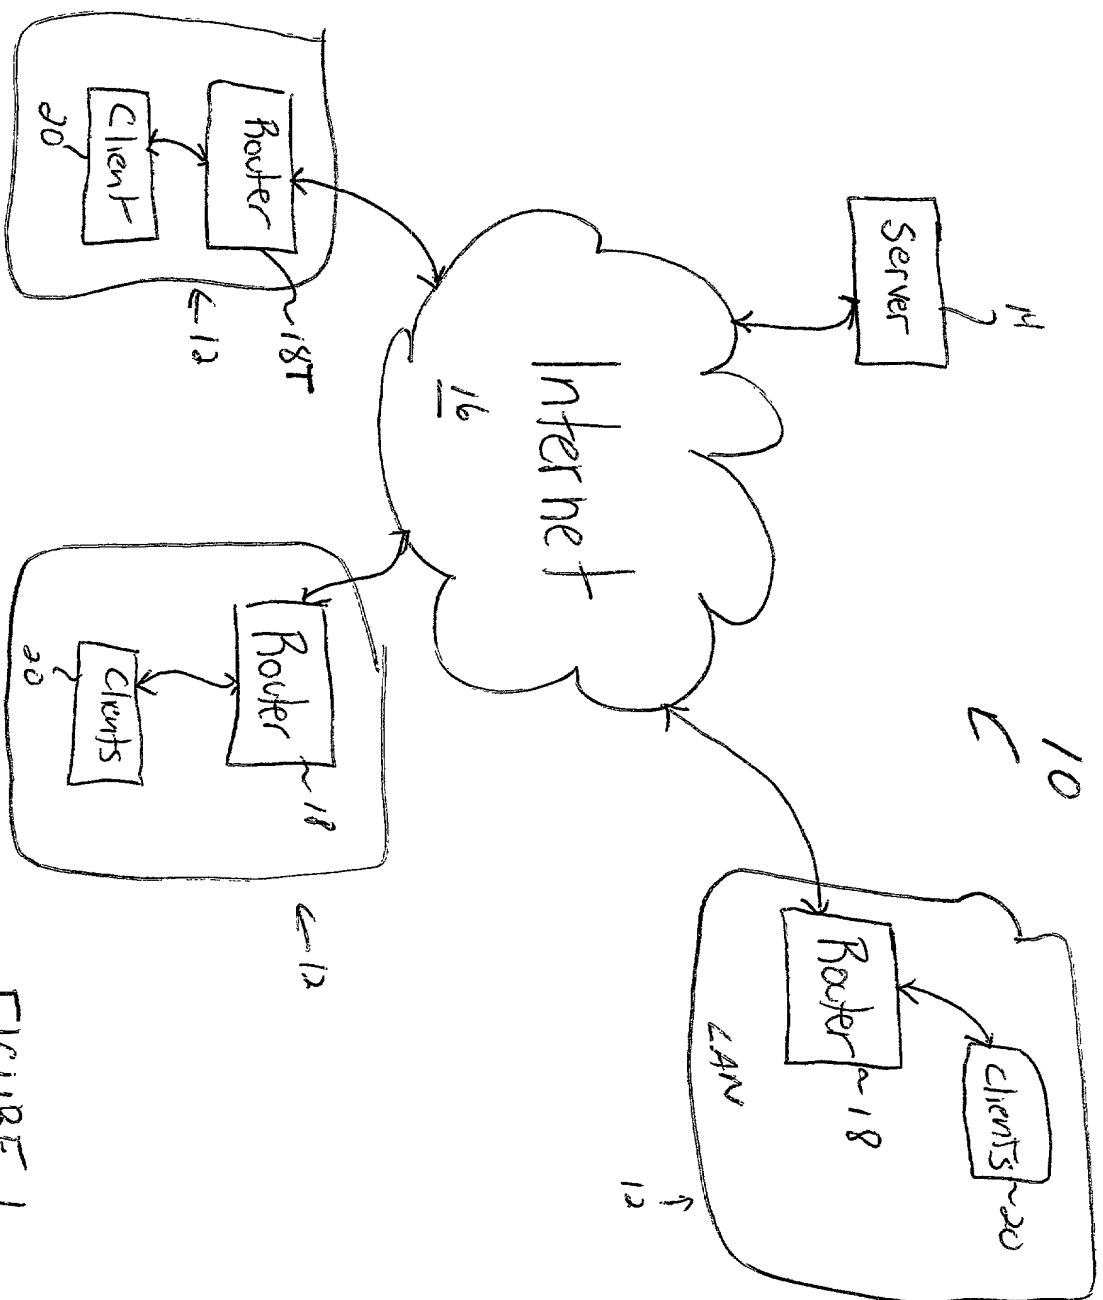 10
14
Server
Internet
16
Router
18
Clients
20
LAN
12
Router
18T
Client
20
12
Router
18
Clients
20
12
FIGURE 1